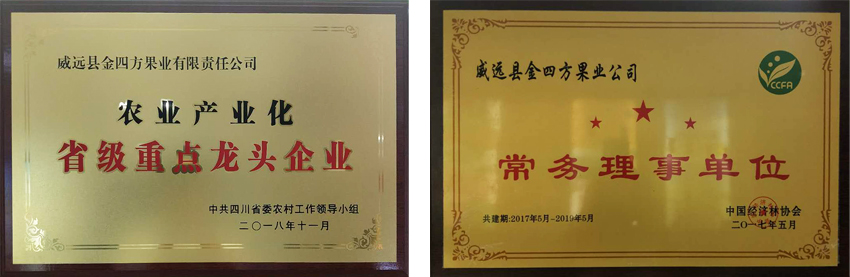 威远县金四方果业有限责任公司
农业产业化
省级重点龙头企业
中共四川省委农村工作领导小组
二〇一八年十一月
威远县金四方果业公司
CCFA
常务理事单位
共建期:2017年5月-2019年5月
中国经济林协会
二〇一七年五月